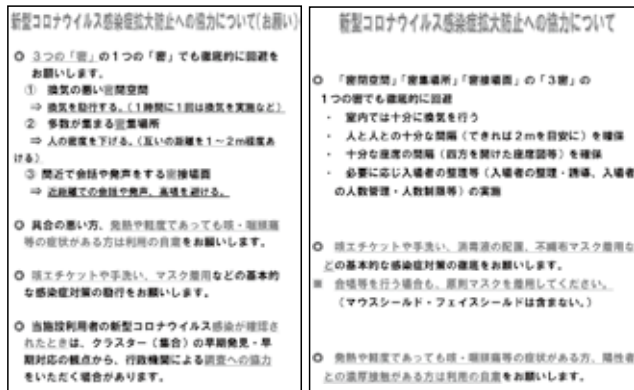 新型コロナウイルス感染症拡大防止への協力について(お願い)
○ 3つの「密」の1つの「密」でも徹底的に回避を
お願いします。
① 換気の悪い密閉空間
⇒ 換気を励行する。(1時間に1回は換気を実施など)
② 多数が集まる密集場所
⇒ 人の密度を下げる。(互いの距離を1~2m程度あ
ける)
③ 間近で会話や発声をする密接場面
⇒ 近距離での会話や発声、高唱を避ける。
○ 具合の悪い方、発熱や軽度であっても咳・咽頭痛
等の症状がある方は利用の自粛をお願いします。
○ 咳エチケットや手洗い、マスク着用などの基本的
な感染症対策の励行をお願いします。
○ 当施設利用者の新型コロナウイルス感染が確認さ
れたときは、クラスター(集合)の早期発見・早
期対応の観点から、行政機関による調査への協力
をいただく場合があります。
新型コロナウイルス感染症拡大防止への協力について
○ 「密閉空間」「密集場所」「密接場面」の「3密」の
1つの密でも徹底的に回避
・ 室内では十分に換気を行う
・ 人と人との十分な間隔(できれば2mを目安に)を確保
・ 十分な座席の間隔(四方を開けた座席図等)を確保
・ 必要に応じ入場者の整理等(入場者の整理・誘導、入場者
の人数管理・人数制限等)の実施
○ 咳エチケットや手洗い、消毒液の配置、不織布マスク着用な
どの基本的な感染症対策の徹底をお願いします。
※ 合唱等を行う場合も、原則マスクを着用してください。
(マウスシールド・フェイスシールドは含まない。)
○ 発熱や軽度であっても咳・咽頭痛等の症状がある方、陽性者
との濃厚接触がある方は利用の自粛をお願いします。